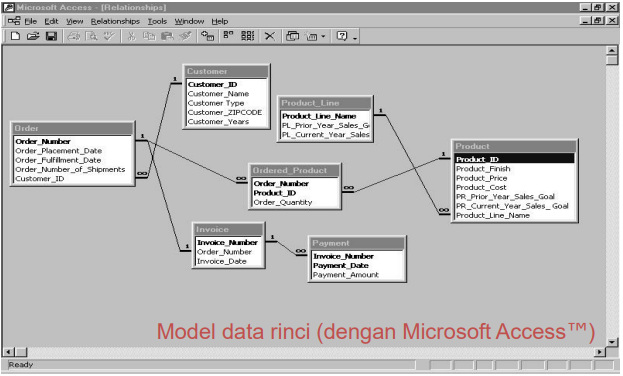 Microsoft Access - [Relationships]
File Edit View Relationships Tools Window Help
Customer
Customer_ID
Customer_Name
Customer Type
Customer_ZIPCODE
Customer_Years
Product_Line
Product_Line_Name
PL_Prior_Year_Sales_G
PL_Current_Year_Sales
Order
Order_Number
Order_Placement_Date
Order_Fulfillment_Date
Order_Number_of_Shipments
Customer_ID
Product
Product_ID
Product_Finish
Product_Price
Product_Cost
PR_Prior_Year_Sales_Goal
PR_Current_Year_Sales_ Goal
Product_Line_Name
Ordered_Product
Order_Number
Product_ID
Order_Quantity
Invoice
Invoice_Number
Order_Number
Invoice_Date
Payment
Invoice_Number
Payment_Date
Payment_Amount
1
∞
1
∞
1
∞
1
∞
1
1
∞
Model data rinci (dengan Microsoft Access™)
Ready